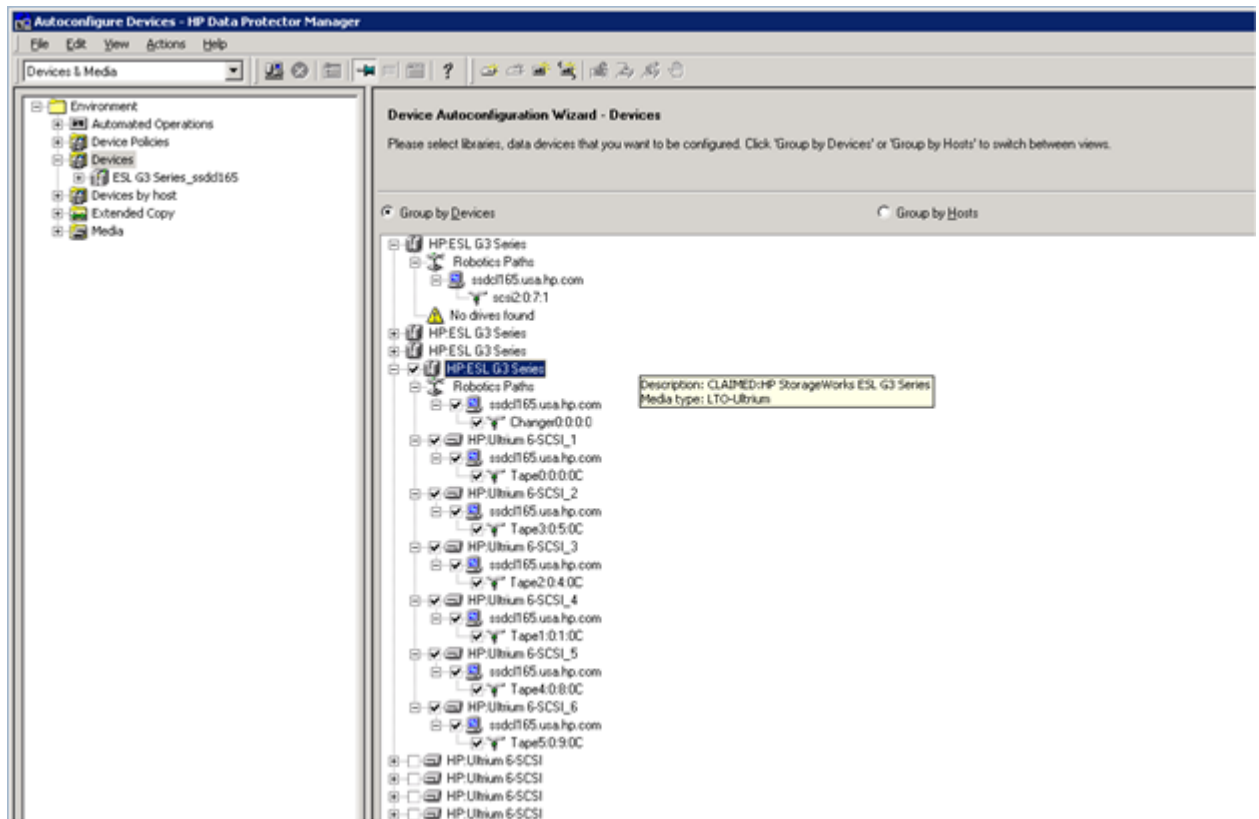 Autoconfigure Devices - HP Data Protector Manager
File Edit View Actions Help
Devices & Media
Environment
Automated Operations
Device Policies
Devices
ESL G3 Series_ssdcl165
Devices by host
Extended Copy
Media
Device Autoconfiguration Wizard - Devices
Please select libraries, data devices that you want to be configured. Click 'Group by Devices' or 'Group by Hosts' to switch between views.
Group by Devices
Group by Hosts
HP:ESL G3 Series
Robotics Paths
ssdcl165.usa.hp.com
scsi2:0:7:1
No drives found
HP:ESL G3 Series
HP:ESL G3 Series
HP:ESL G3 Series
Description: CLAIMED:HP StorageWorks ESL G3 Series
Media type: LTO-Ultrium
Robotics Paths
ssdcl165.usa.hp.com
Changer0:0:0:0
HP:Ultrium 6-SCSI_1
ssdcl165.usa.hp.com
Tape0:0:0:0C
HP:Ultrium 6-SCSI_2
ssdcl165.usa.hp.com
Tape3:0:5:0C
HP:Ultrium 6-SCSI_3
ssdcl165.usa.hp.com
Tape2:0:4:0C
HP:Ultrium 6-SCSI_4
ssdcl165.usa.hp.com
Tape1:0:1:0C
HP:Ultrium 6-SCSI_5
ssdcl165.usa.hp.com
Tape4:0:8:0C
HP:Ultrium 6-SCSI_6
ssdcl165.usa.hp.com
Tape5:0:9:0C
HP:Ultrium 6-SCSI
HP:Ultrium 6-SCSI
HP:Ultrium 6-SCSI
HP:Ultrium 6-SCSI